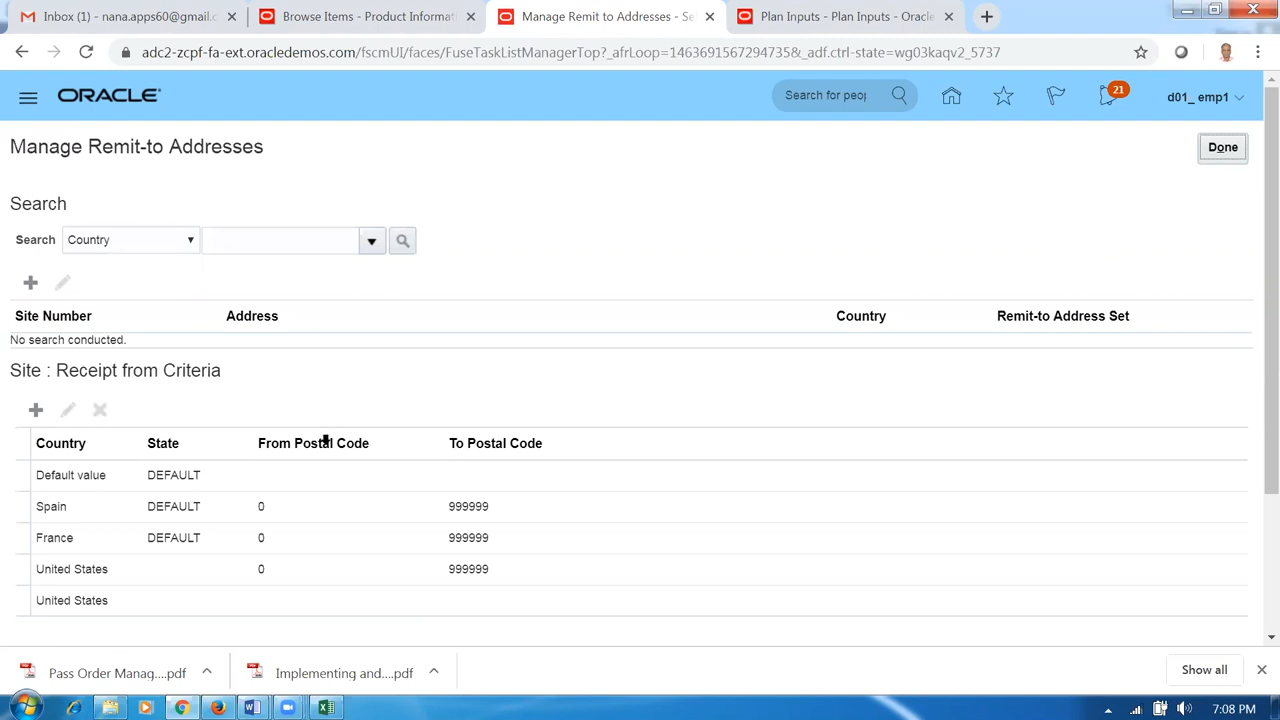 Inbox (1) - nana.apps60@gmail.c
Browse Items - Product Informat
Manage Remit to Addresses - Se
Plan Inputs - Plan Inputs - Orac
adc2-zcpf-fa-ext.oracledemos.com/fscmUI/faces/FuseTaskListManagerTop?_afrLoop=1463691567294735&_adf.ctrl-state=wg03kaqv2_5737
ORACLE
Search for peop
21
d01_ emp1
Manage Remit-to Addresses
Done
Search
Search Country
Site Number Address Country Remit-to Address Set
No search conducted.
Site : Receipt from Criteria
Country State From Postal Code To Postal Code
Default value DEFAULT
Spain DEFAULT 0 999999
France DEFAULT 0 999999
United States 0 999999
United States
Pass Order Manag....pdf
Implementing and....pdf
Show all
7:08 PM